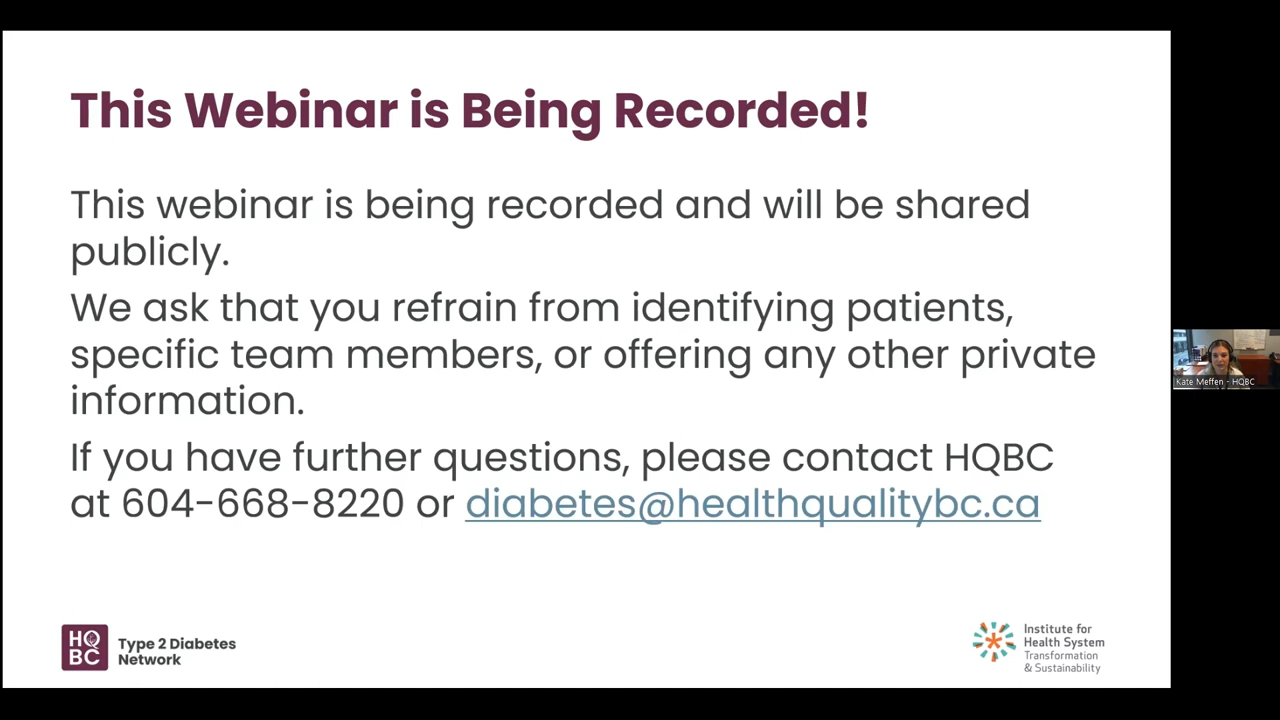 This Webinar is Being Recorded!
This webinar is being recorded and will be shared
publicly.
We ask that you refrain from identifying patients,
specific team members, or offering any other private
information.
If you have further questions, please contact HQBC
at 604-668-8220 or diabetes@healthqualitybc.ca
Kate Meffen - HQBC
HQ
BC
Type 2 Diabetes
Network
Institute for
Health System
Transformation
& Sustainability